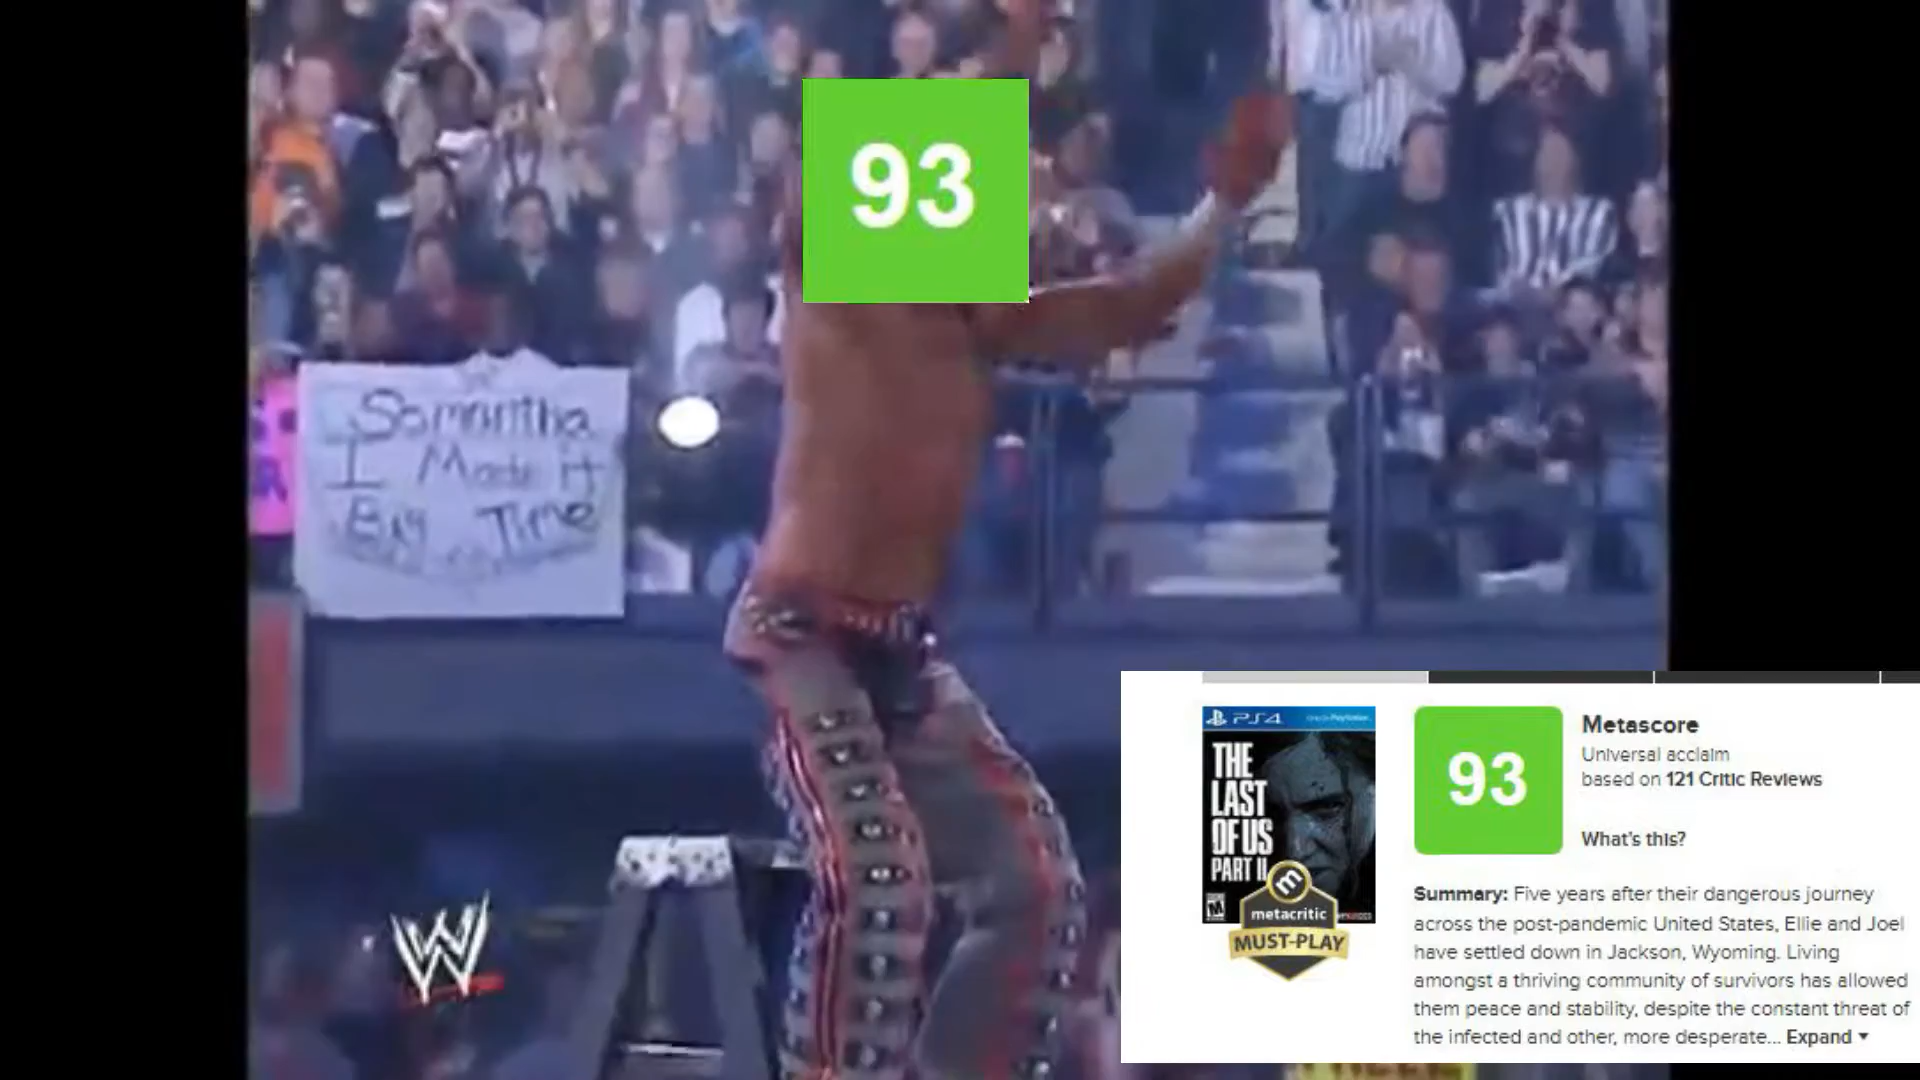 93
Samantha
I Made it
Big Time
W
PS4
THE
LAST
OF US
PART II
M
m
metacritic
MUST-PLAY
93
Metascore
Universal acclaim
based on 121 Critic Reviews
What's this?
Summary: Five years after their dangerous journey
across the post-pandemic United States, Ellie and Joel
have settled down in Jackson, Wyoming. Living
amongst a thriving community of survivors has allowed
them peace and stability, despite the constant threat of
the infected and other, more desperate... Expand